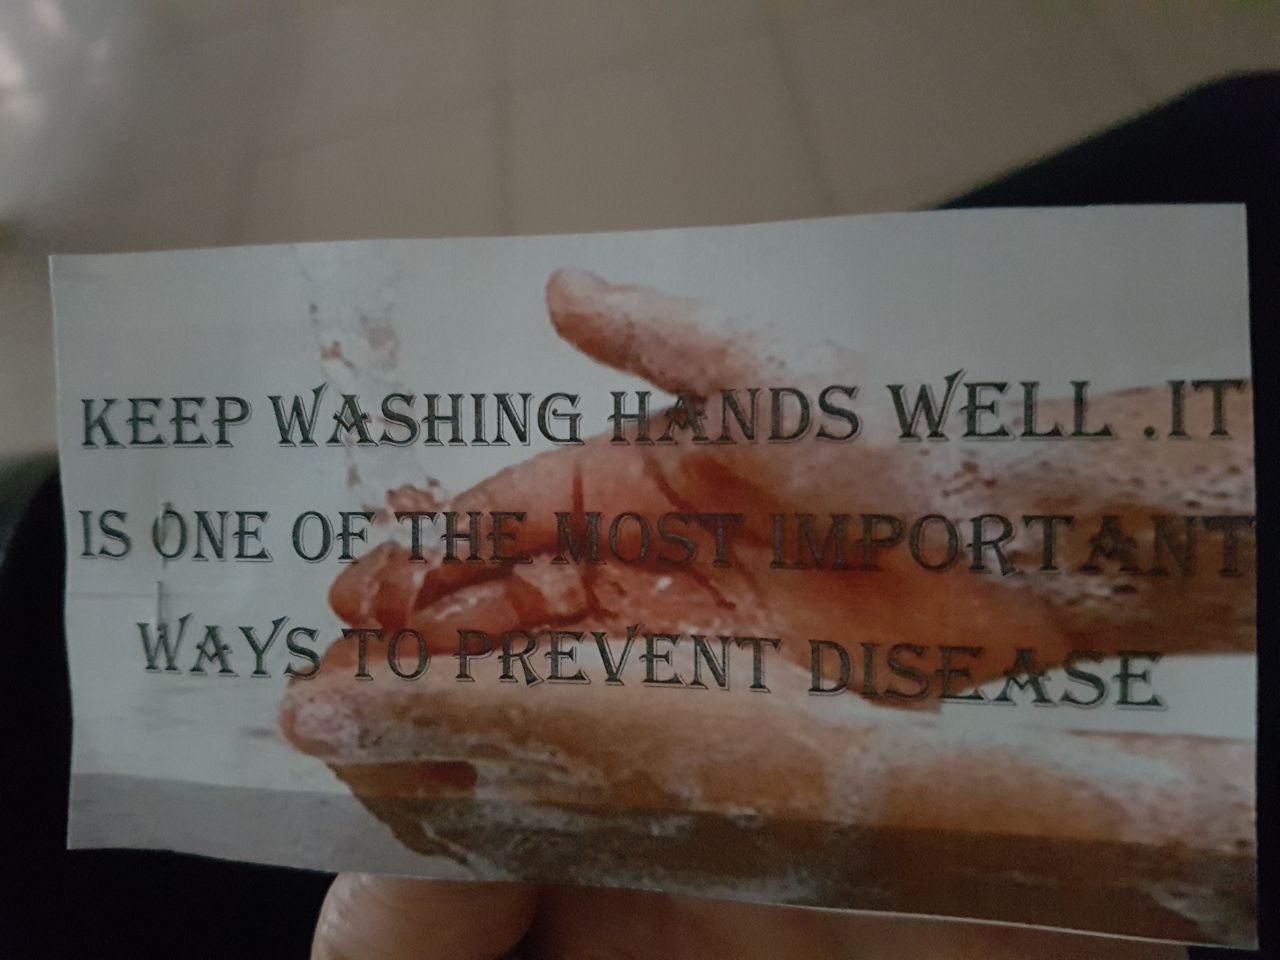 KEEP WASHING HANDS WELL .IT
IS ONE OF THE MOST IMPORTANT
WAYS TO PREVENT DISEASE